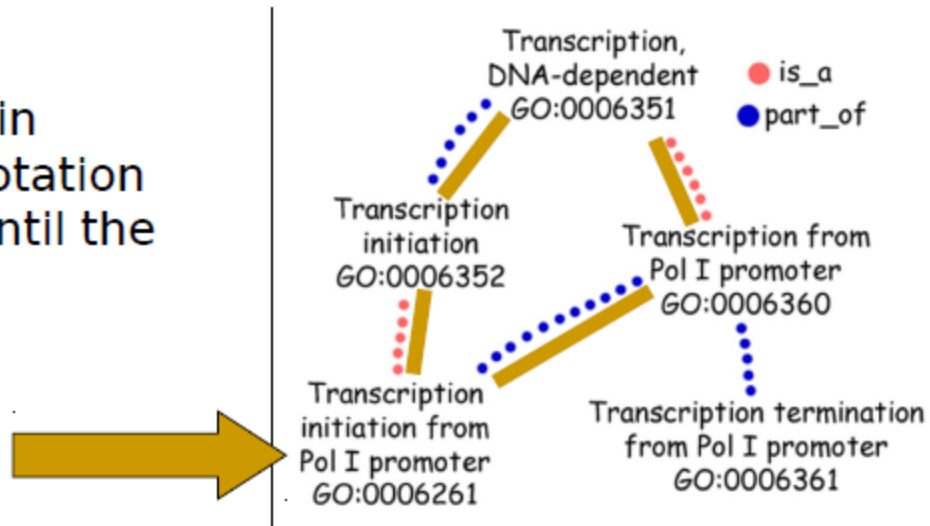 in
otation
ntil the
Transcription,
DNA-dependent
GO:0006351
is_a
part_of
Transcription
initiation
GO:0006352
Transcription from
Pol I promoter
GO:0006360
Transcription
initiation from
Pol I promoter
GO:0006261
Transcription termination
from Pol I promoter
GO:0006361